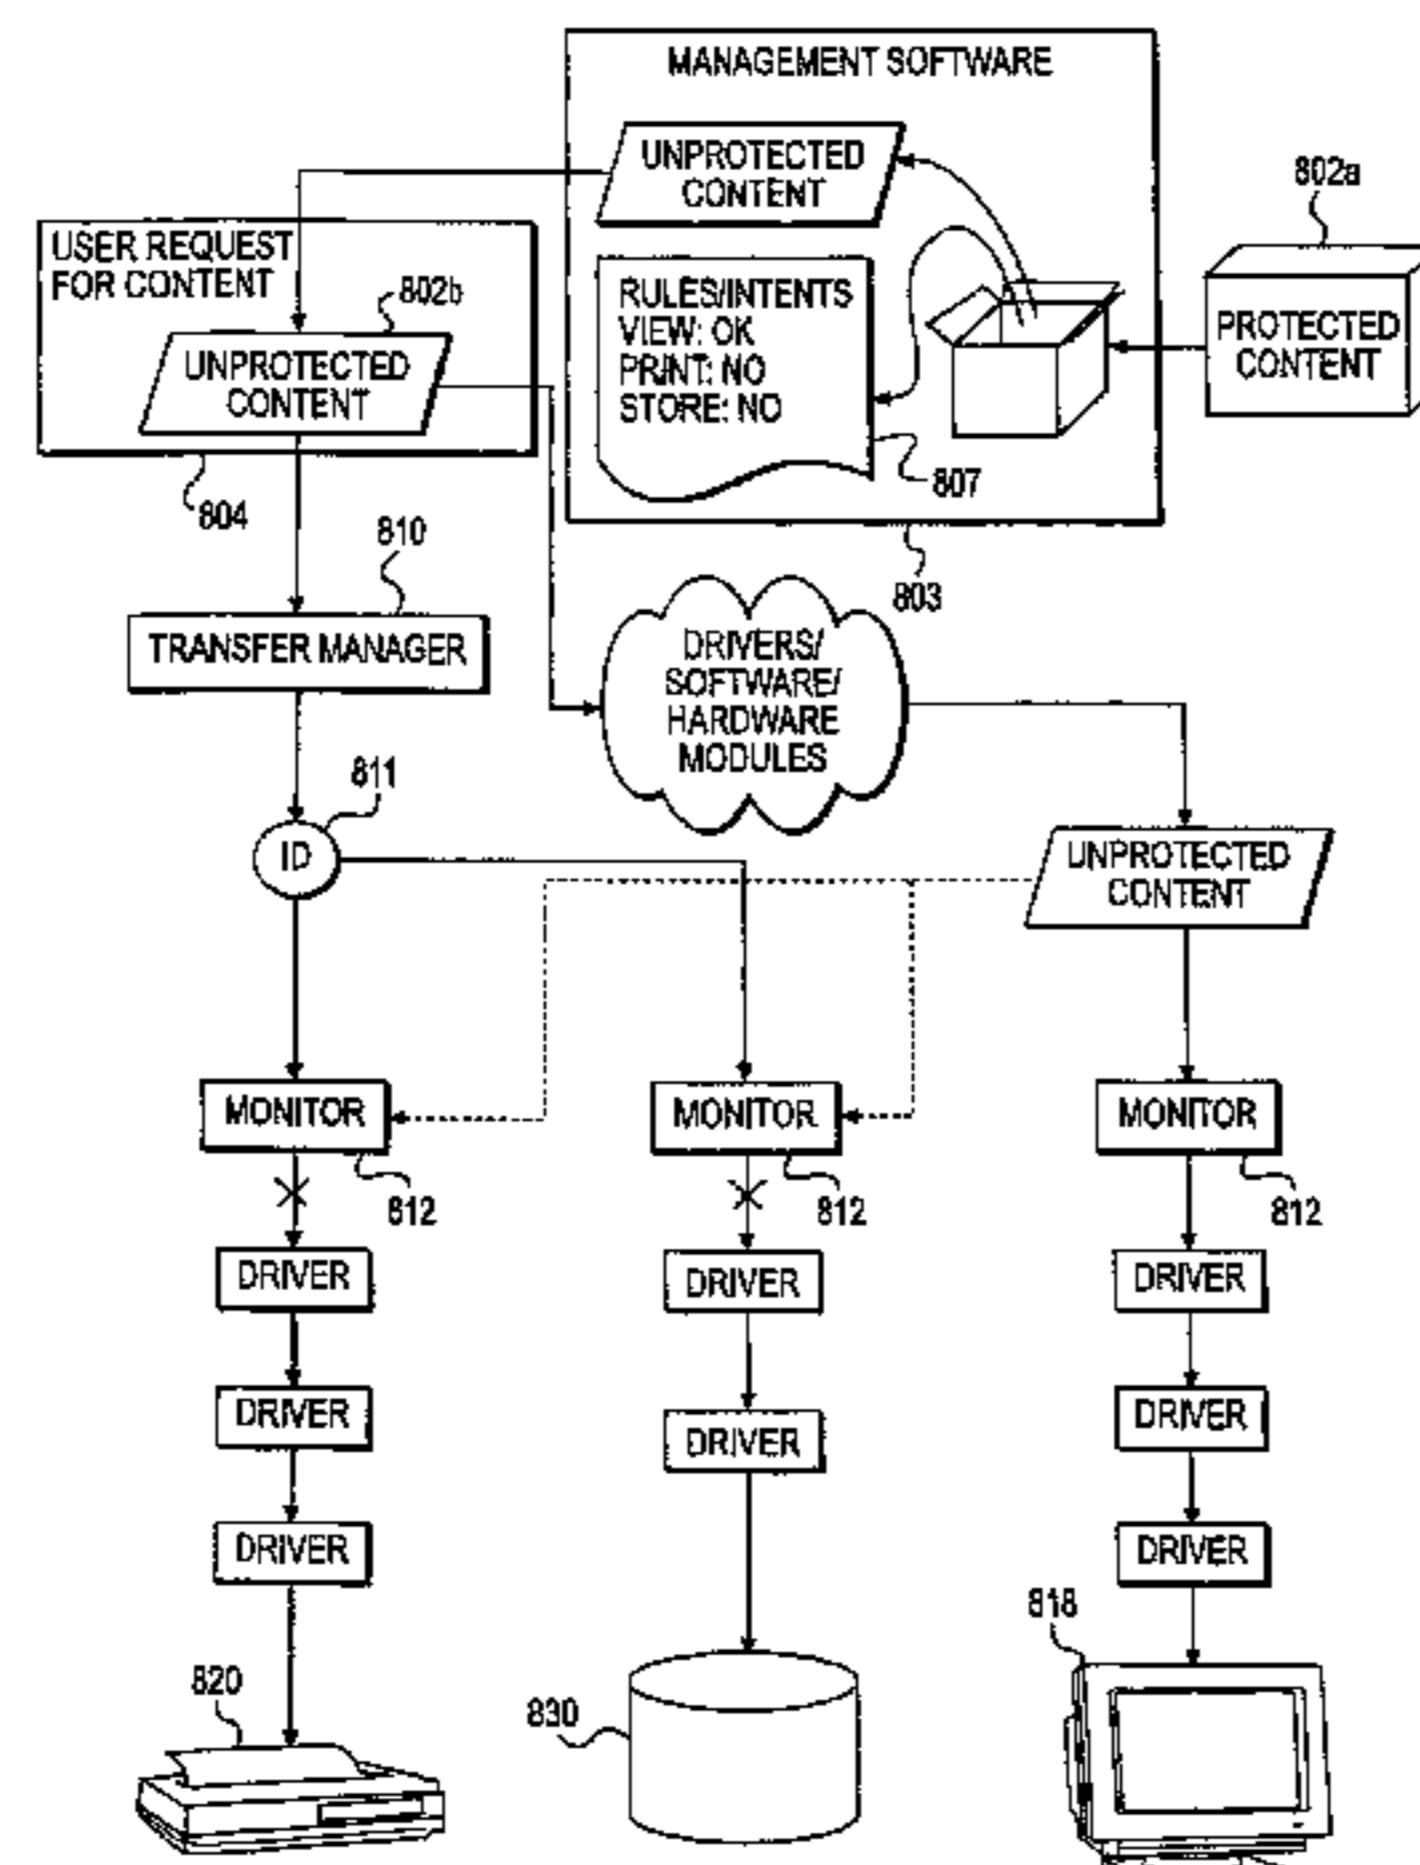 MANAGEMENT SOFTWARE
UNPROTECTED
CONTENT
802a
USER REQUEST
FOR CONTENT
802b
RULES/INTENTS
VIEW: OK
PRINT: NO
STORE: NO
PROTECTED
CONTENT
UNPROTECTED
CONTENT
807
804
810
803
TRANSFER MANAGER
DRIVERS/
SOFTWARE/
HARDWARE
MODULES
811
ID
UNPROTECTED
CONTENT
MONITOR
MONITOR
MONITOR
812
812
812
DRIVER
DRIVER
DRIVER
DRIVER
DRIVER
DRIVER
DRIVER
DRIVER
818
820
830